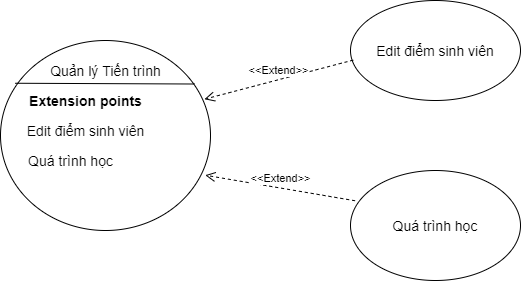 Quản lý Tiến trình
Extension points
Edit điểm sinh viên
Quá trình học
<<Extend>>
Edit điểm sinh viên
<<Extend>>
Quá trình học